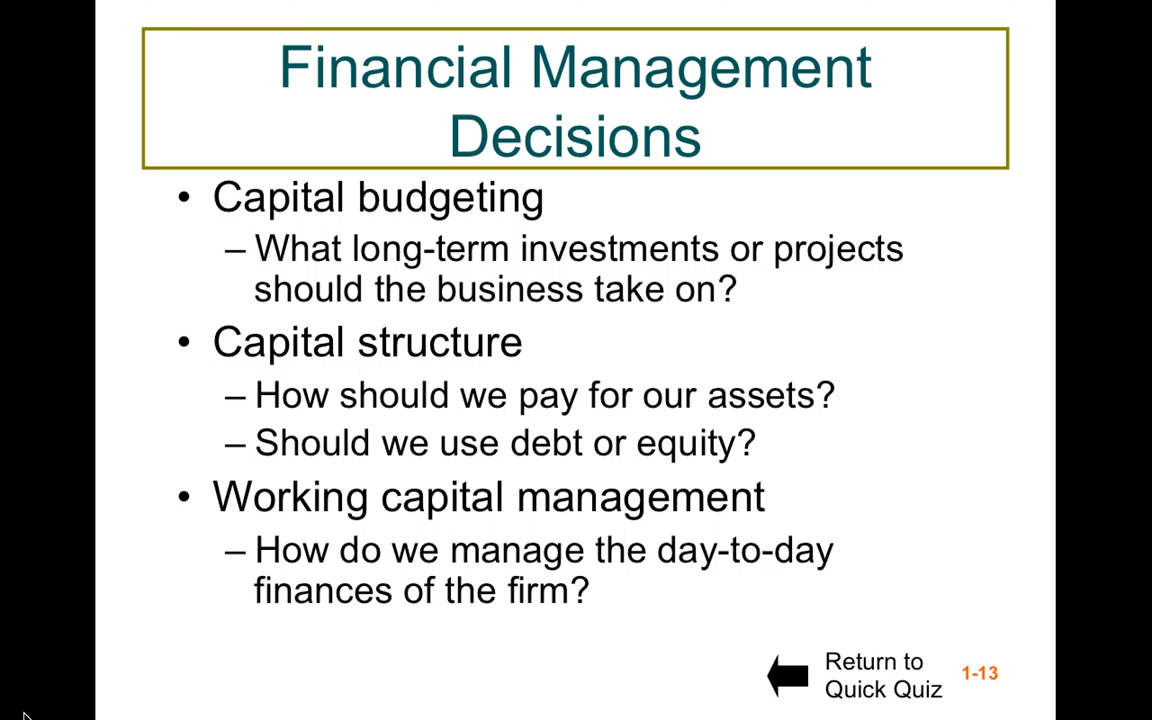 Financial Management
Decisions
• Capital budgeting
– What long-term investments or projects
should the business take on?
• Capital structure
– How should we pay for our assets?
– Should we use debt or equity?
• Working capital management
– How do we manage the day-to-day
finances of the firm?
Return to
Quick Quiz
1-13